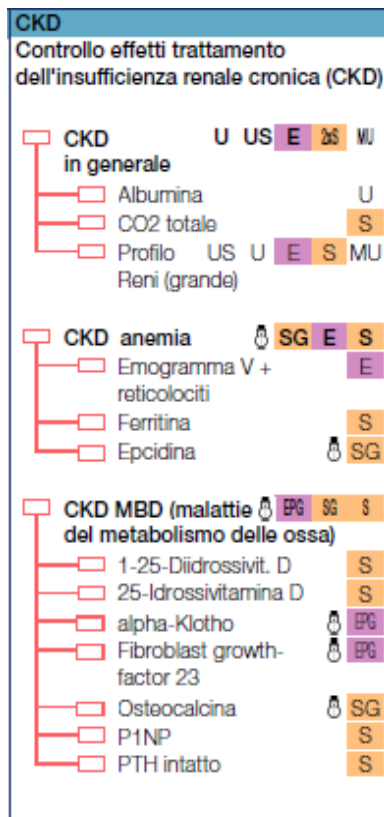 CKD
Controllo effetti trattamento
dell'insufficienza renale cronica (CKD)
CKD U US E 2xS MU
in generale
Albumina U
CO2 totale S
Profilo US U E S MU
Reni (grande)
CKD anemia SG E S
Emogramma V + E
reticolociti
Ferritina S
Epcidina SG
CKD MBD (malattie EPG SG S
del metabolismo delle ossa)
1-25-Diidrossivit. D S
25-Idrossivitamina D S
alpha-Klotho EPG
Fibroblast growth- EPG
factor 23
Osteocalcina SG
P1NP S
PTH intatto S